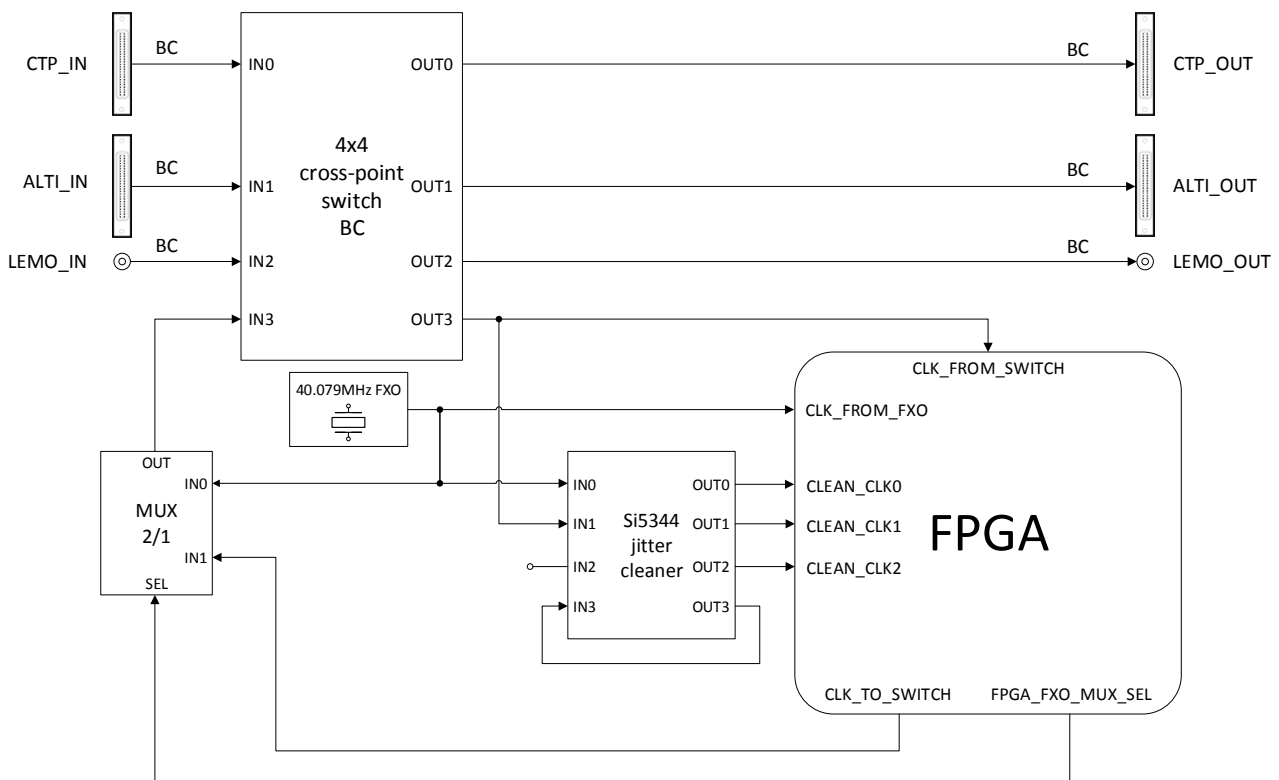 CTP_IN
BC
IN0
OUT0
BC
CTP_OUT
4x4
cross-point
switch
BC
ALTI_IN
BC
IN1
OUT1
BC
ALTI_OUT
LEMO_IN
BC
IN2
OUT2
BC
LEMO_OUT
IN3
OUT3
40.079MHz FXO
CLK_FROM_SWITCH
CLK_FROM_FXO
OUT
IN0
MUX
2/1
IN1
SEL
IN0
OUT0
CLEAN_CLK0
IN1
Si5344
jitter
cleaner
OUT1
CLEAN_CLK1
IN2
OUT2
CLEAN_CLK2
IN3
OUT3
FPGA
CLK_TO_SWITCH
FPGA_FXO_MUX_SEL